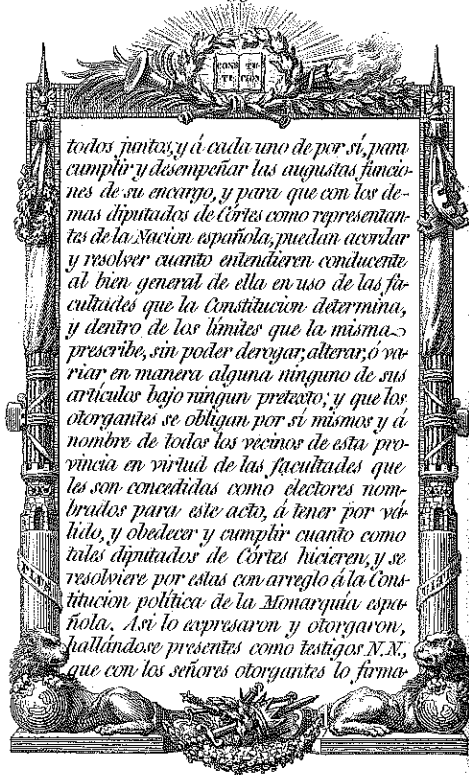 CONS TI
TU CION
todos juntos, y á cada uno de por sí, para
cumplir y desempeñar las augustas funcio-
nes de su encargo, y para que con los de-
mas diputados de Córtes como representan-
tes de la Nacion española, puedan acordar
y resolver cuanto entendieren conducente
al bien general de ella en uso de las fa-
cultades que la Constitucion determina,
y dentro de los límites que la misma
prescribe, sin poder derogar, alterar, ó va-
riar en manera alguna ninguno de sus
artículos bajo ningun pretexto; y que los
otorgantes se obligan por sí mismos y á
nombre de todos los vecinos de esta pro-
vincia en virtud de las facultades que
les son concedidas como electores nom-
brados para este acto, á tener por vá-
lido, y obedecer y cumplir cuanto como
tales diputados de Córtes hicieren, y se
resolviere por estas con arreglo á la Cons-
titucion política de la Monarquía espa-
ñola. Así lo expresaron y otorgaron,
hallándose presentes como testigos N.N.,
que con los señores otorgantes lo firma-